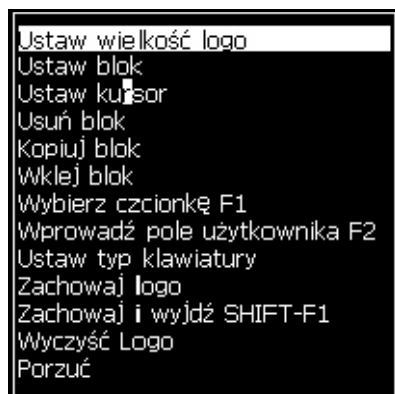 Ustaw wielkość logo
Ustaw blok
Ustaw kursor
Usuń blok
Kopiuj blok
Wklej blok
Wybierz czcionkę F1
Wprowadź pole użytkownika F2
Ustaw typ klawiatury
Zachowaj logo
Zachowaj i wyjdź SHIFT-F1
Wyczyść Logo
Porzuć